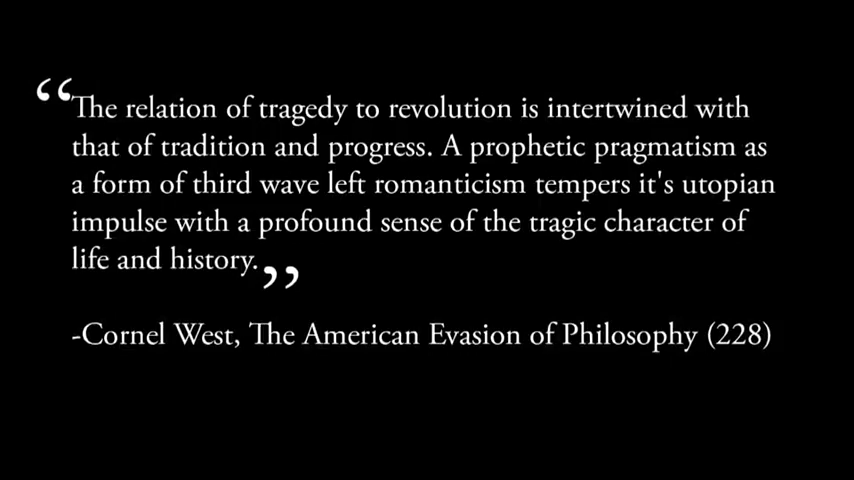 “The relation of tragedy to revolution is intertwined with
that of tradition and progress. A prophetic pragmatism as
a form of third wave left romanticism tempers it's utopian
impulse with a profound sense of the tragic character of
life and history.”
-Cornel West, The American Evasion of Philosophy (228)